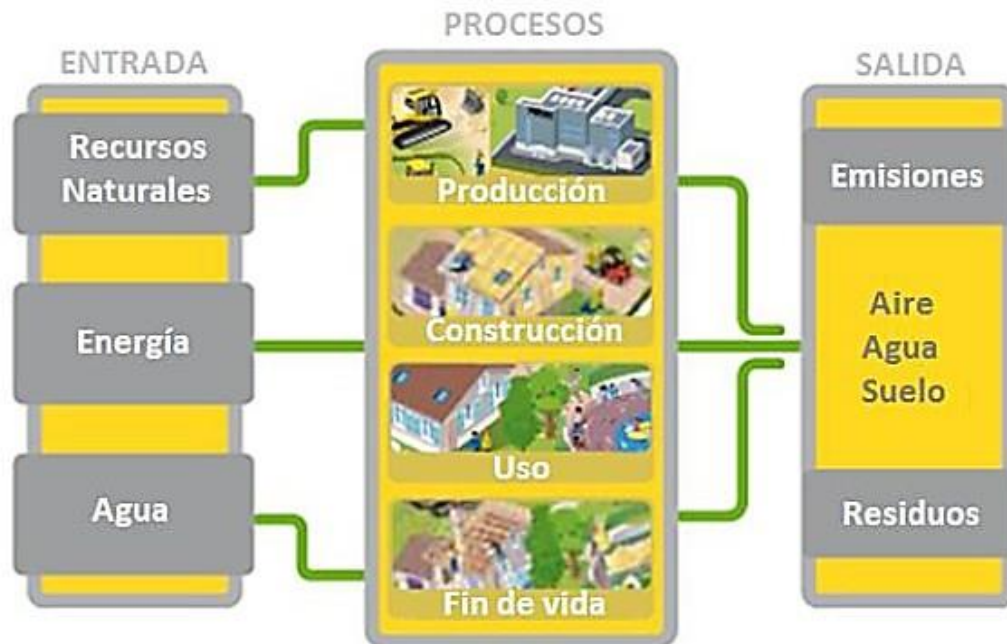 ENTRADA
Recursos
Naturales
Energía
Agua
PROCESOS
Producción
Construcción
Uso
Fin de vida
SALIDA
Emisiones
Aire
Agua
Suelo
Residuos